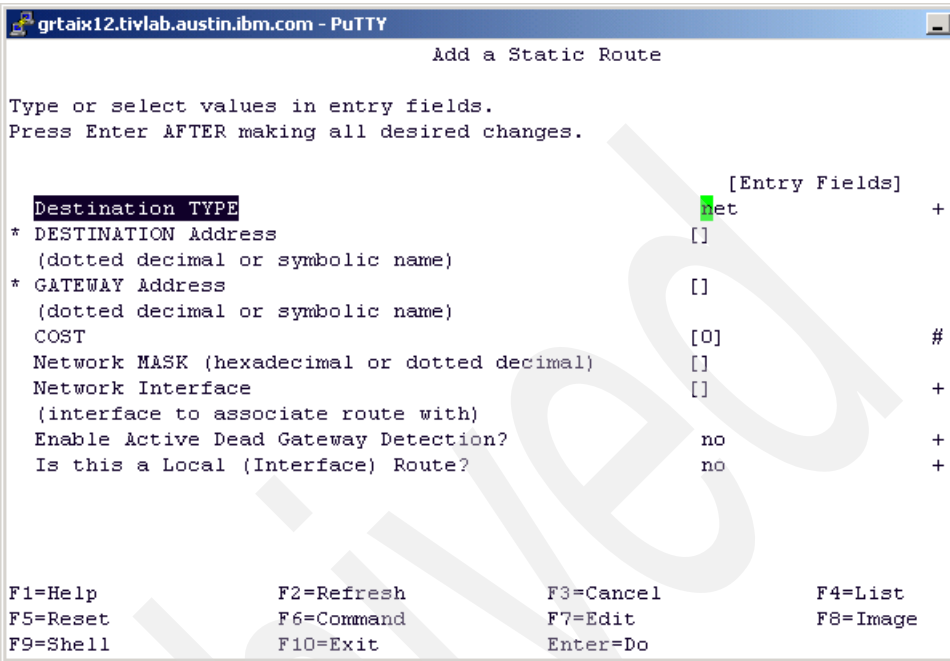 grtaix12.tivlab.austin.ibm.com - PuTTY
Add a Static Route
Type or select values in entry fields.
Press Enter AFTER making all desired changes.
[Entry Fields]
Destination TYPE net +
* DESTINATION Address []
(dotted decimal or symbolic name)
* GATEWAY Address []
(dotted decimal or symbolic name)
COST [0] #
Network MASK (hexadecimal or dotted decimal) []
Network Interface [] +
(interface to associate route with)
Enable Active Dead Gateway Detection? no +
Is this a Local (Interface) Route? no +
F1=Help F2=Refresh F3=Cancel F4=List
F5=Reset F6=Command F7=Edit F8=Image
F9=Shell F10=Exit Enter=Do